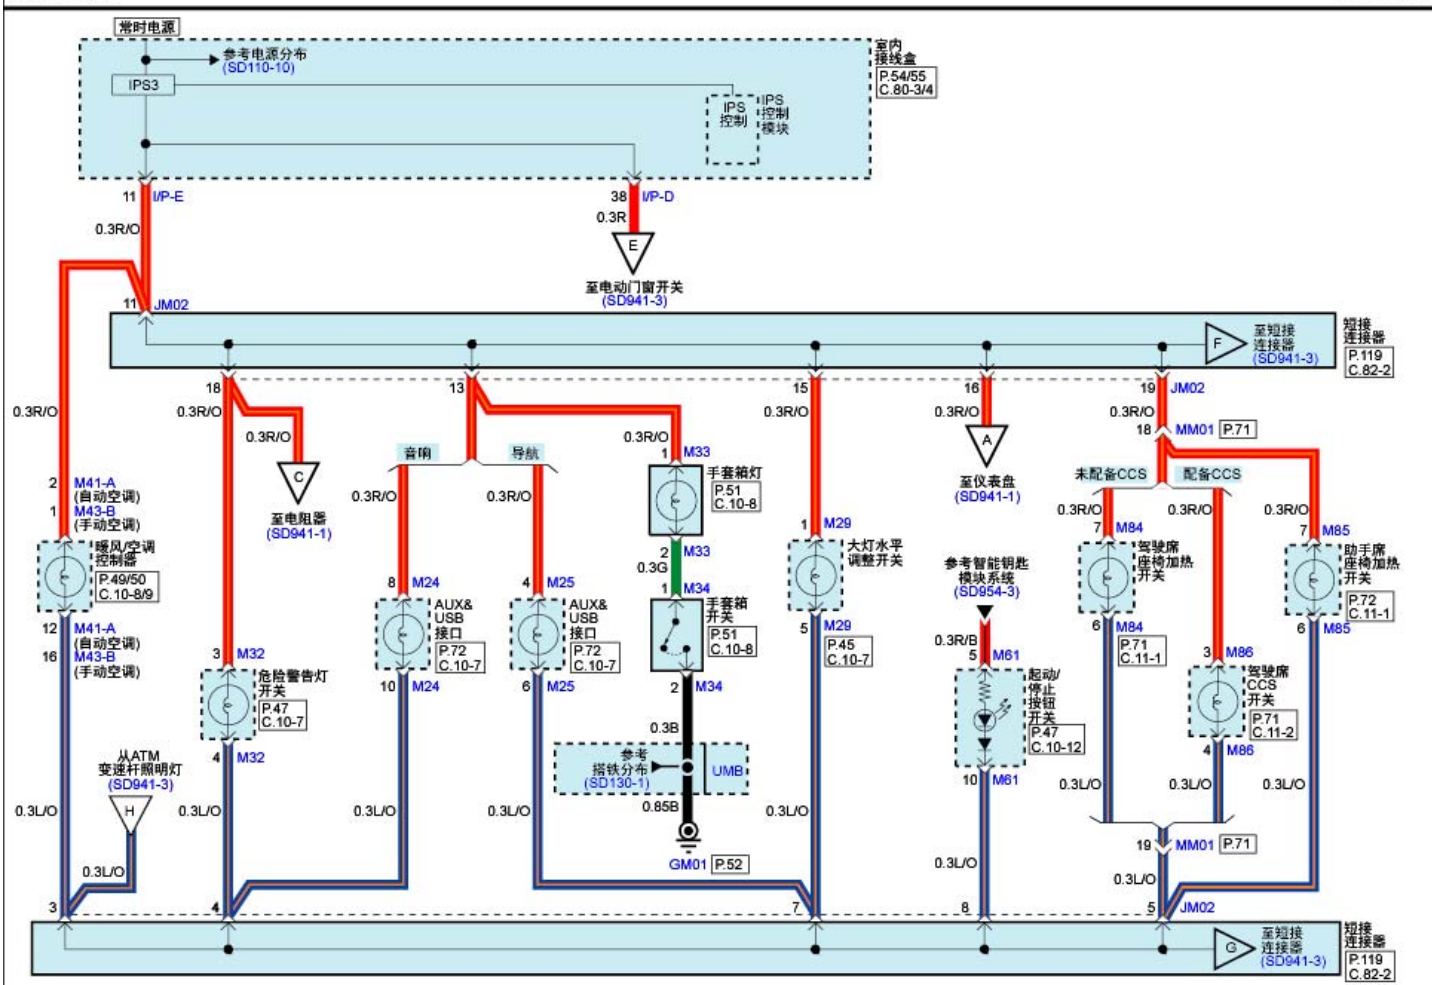 常时电源
参考电源分布
(SD110-10)
IPS3
IPS
控制
IPS
控制
模块
室内
接线盒
P.54/55
C.80-3/4
11
I/P-E
38
I/P-D
0.3R/O
0.3R
E
至电动门窗开关
(SD941-3)
11
JM02
F
至短接
连接器
(SD941-3)
短接
连接器
P.119
C.82-2
18
13
15
16
19
JM02
0.3R/O
0.3R/O
0.3R/O
0.3R/O
0.3R/O
18
MM01
P.71
0.3R/O
0.3R/O
音响
导航
1
M33
A
C
手套箱灯
P.51
C.10-8
至仪表盘
(SD941-1)
未配备CCS
配备CCS
2
M41-A
(自动空调)
1
M43-B
(手动空调)
0.3R/O
0.3R/O
0.3R/O
0.3R/O
至电阻器
(SD941-1)
1
M29
7
M84
7
M85
暖风/空调
控制器
P.49/50
C.10-8/9
2
M33
0.3G
1
M34
大灯水平
调整开关
驾驶席
座椅加热
开关
助手席
座椅加热
开关
P.72
C.11-1
参考智能钥匙
模块系统
(SD954-3)
8
M24
4
M25
AUX&
USB
接口
P.72
C.10-7
AUX&
USB
接口
P.72
C.10-7
手套箱
开关
P.51
C.10-8
12
M41-A
(自动空调)
16
M43-B
(手动空调)
5
M29
P.45
C.10-7
0.3R/B
5
M61
6
M84
P.71
C.11-1
6
M85
3
M32
3
M86
危险警告灯
开关
P.47
C.10-7
10
M24
6
M25
2
M34
起动/
停止
按钮
开关
P.47
C.10-12
驾驶席
CCS
开关
P.71
C.11-2
0.3B
4
M32
4
M86
从ATM
变速杆照明灯
(SD941-3)
参考
搭铁分布
(SD130-1)
UMB
10
M61
H
0.3L/O
0.3L/O
0.3L/O
0.3L/O
0.85B
0.3L/O
0.3L/O
0.3L/O
0.3L/O
GM01
P.52
19
MM01
P.71
0.3L/O
0.3L/O
0.3L/O
3
4
7
8
5
JM02
G
至短接
连接器
(SD941-3)
短接
连接器
P.119
C.82-2